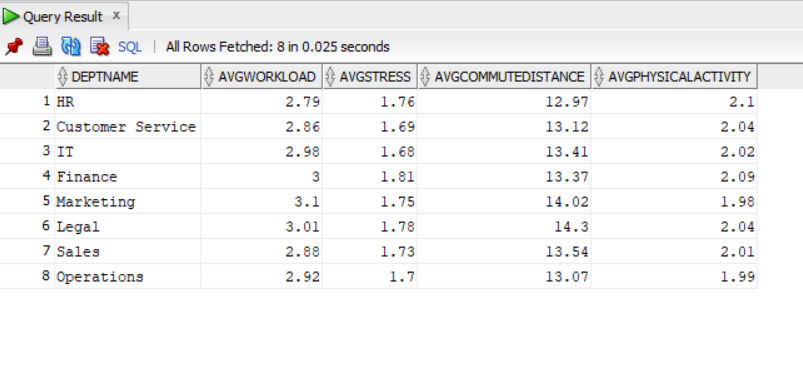 Query Result x
SQL | All Rows Fetched: 8 in 0.025 seconds
DEPTNAME AVGWORKLOAD AVGSTRESS AVGCOMMUTEDISTANCE AVGPHYSICALACTIVITY
1 HR 2.79 1.76 12.97 2.1
2 Customer Service 2.86 1.69 13.12 2.04
3 IT 2.98 1.68 13.41 2.02
4 Finance 3 1.81 13.37 2.09
5 Marketing 3.1 1.75 14.02 1.98
6 Legal 3.01 1.78 14.3 2.04
7 Sales 2.88 1.73 13.54 2.01
8 Operations 2.92 1.7 13.07 1.99